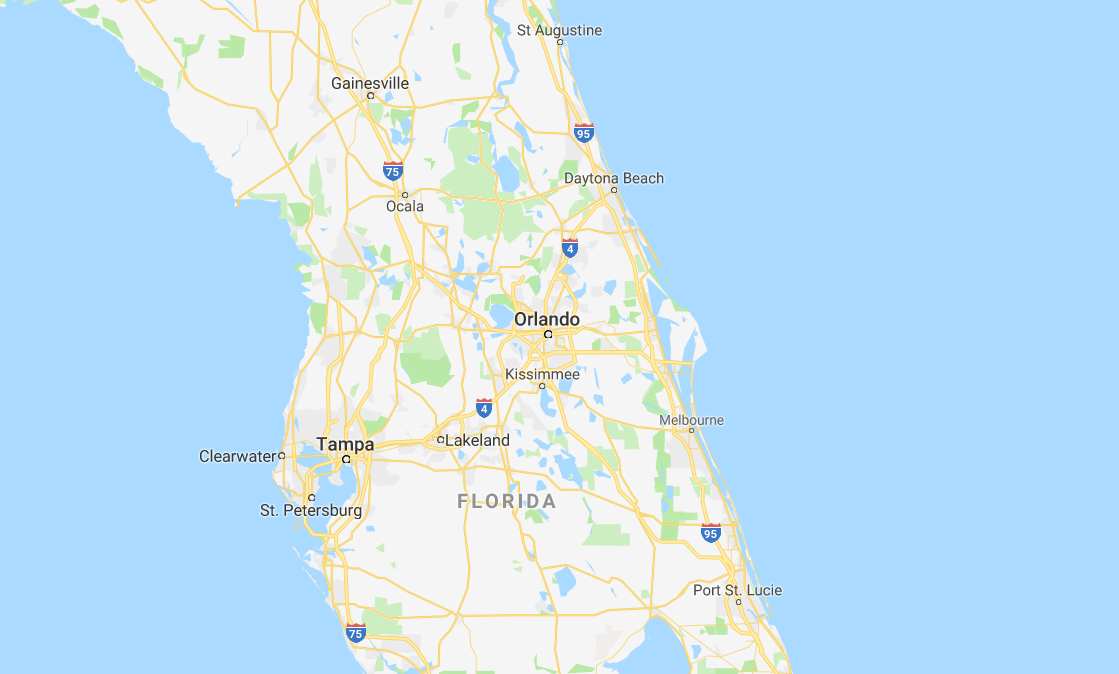 St Augustine
Gainesville
95
75
Daytona Beach
Ocala
4
Orlando
Kissimmee
4
Melbourne
Lakeland
Tampa
Clearwater
FLORIDA
St. Petersburg
95
Port St. Lucie
75